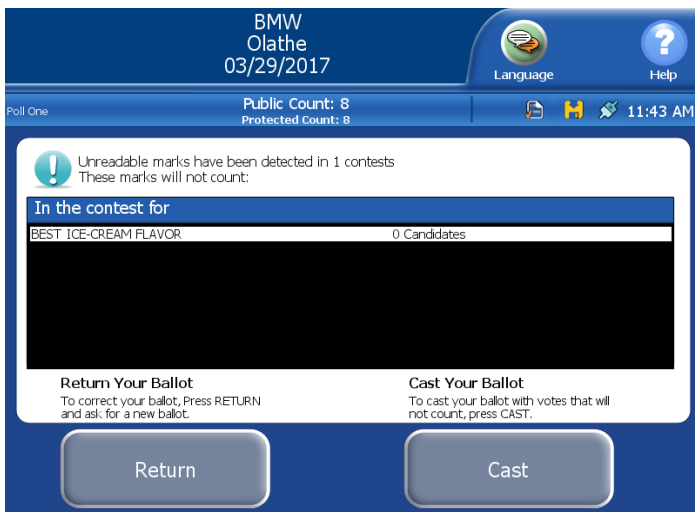 BMW
Olathe
03/29/2017
Language
Help
Poll One
Public Count: 8
Protected Count: 8
11:43 AM
Unreadable marks have been detected in 1 contests
These marks will not count:
In the contest for
BEST ICE-CREAM FLAVOR 0 Candidates
Return Your Ballot
To correct your ballot, Press RETURN
and ask for a new ballot.
Cast Your Ballot
To cast your ballot with votes that will
not count, press CAST.
Return
Cast